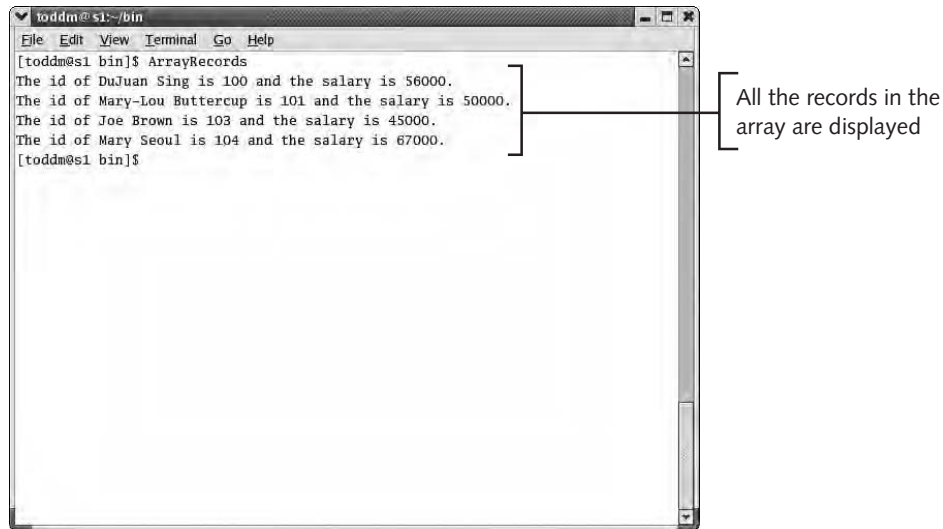 toddm@s1:~/bin
File Edit View Terminal Go Help
[toddm@s1 bin]$ ArrayRecords
The id of DuJuan Sing is 100 and the salary is 56000.
The id of Mary-Lou Buttercup is 101 and the salary is 50000.
The id of Joe Brown is 103 and the salary is 45000.
The id of Mary Seoul is 104 and the salary is 67000.
[toddm@s1 bin]$
All the records in the
array are displayed